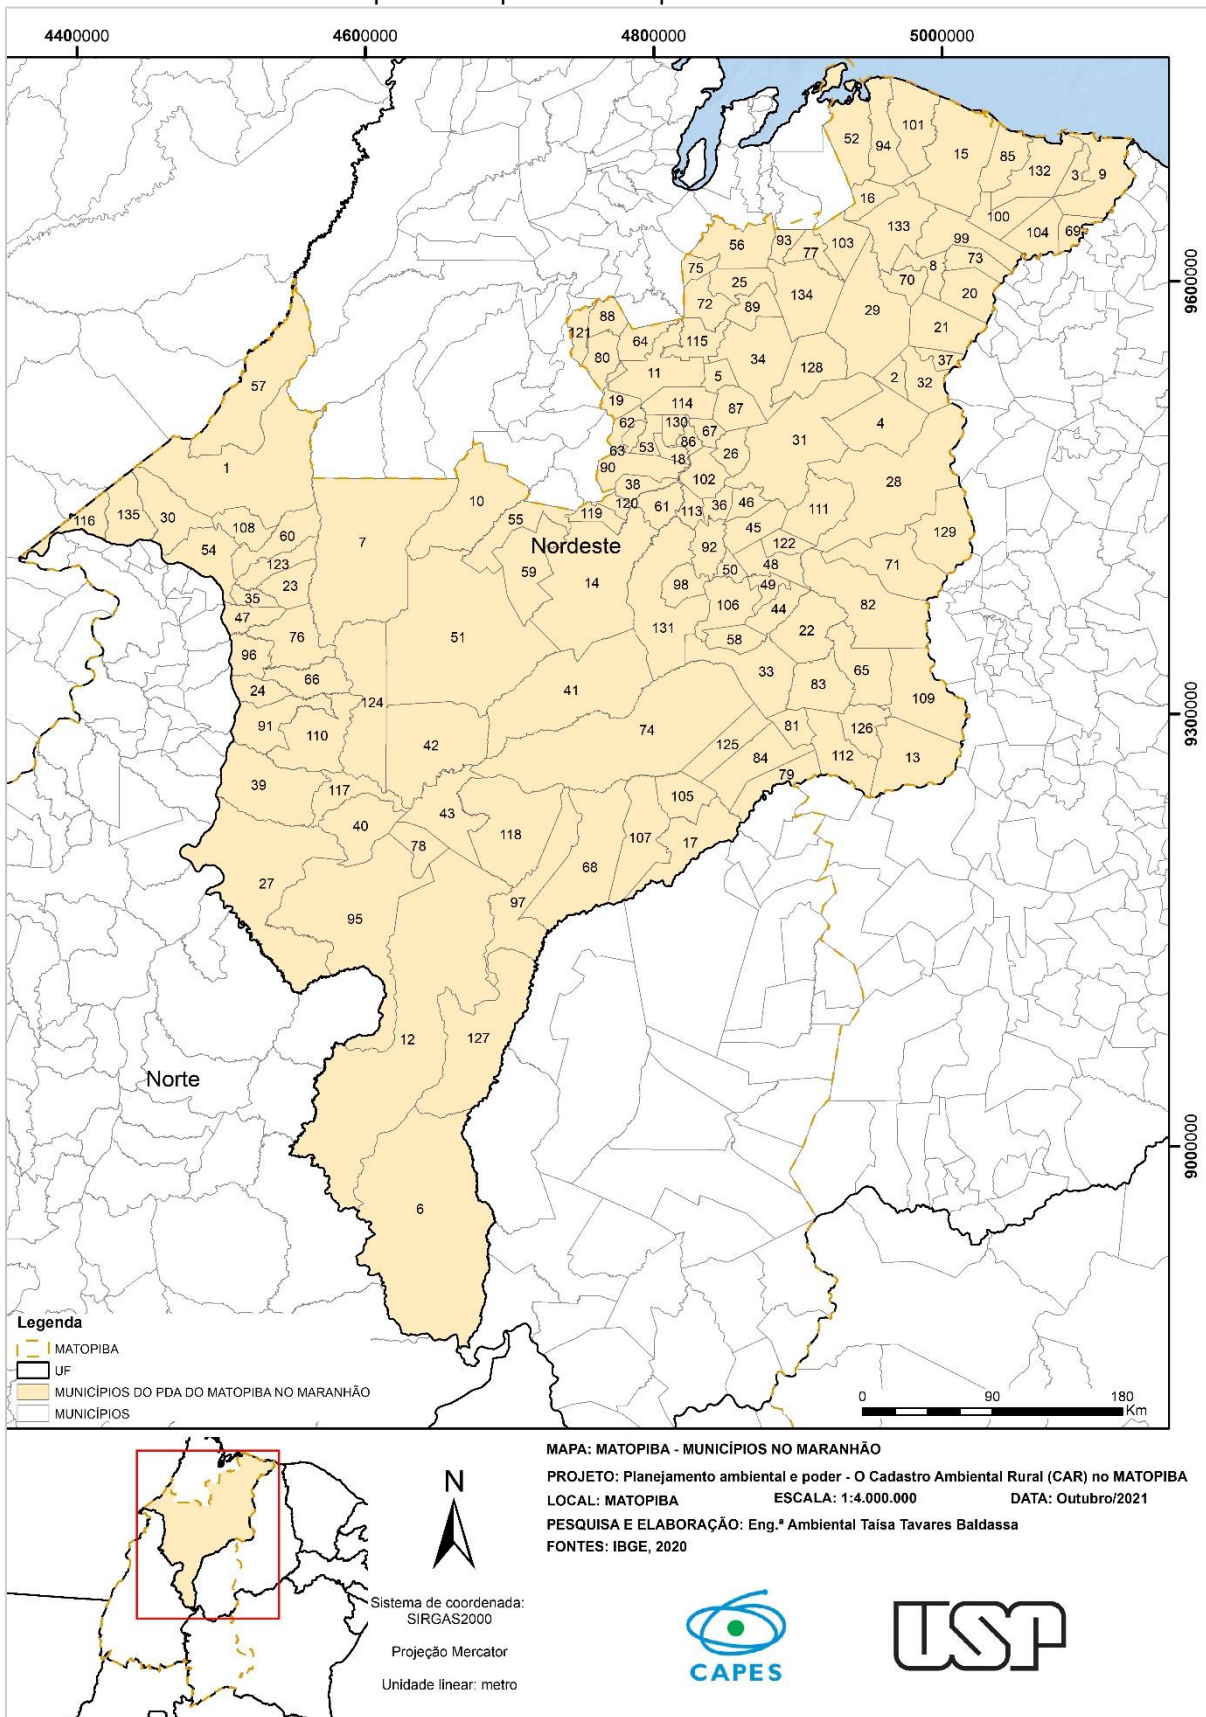 4400000 4600000 4800000 5000000
101
52 94 15 85
132 3 9
16
133 100
104 69
56 93 103 99
77 73
75 8
25 70 20
72 89 134 29
88 21
121 64 115
80 34 37
57 11 5 128 2 32
19 114 87
62 130 4
67 31
63 53 86
1 18 26
90
102 28
38
10 120 61 113 36 46 111
116 135 30 55 119 129
108 45
60 7 Nordeste 92 122
54
123 59 14 50 48 71
23 98 49
35 106 44 82
47 131 22
76 51 58
96
66 33 65
24 41 83
124 109
91 110 74 81 126
42 125
84 112 13
39 117 79
105
40 43
78 118 107 17
68
27
97
95
12 127
Norte
6
9600000
9300000
9000000
Legenda
MATOPIBA
UF
MUNICÍPIOS DO PDA DO MATOPIBA NO MARANHÃO
MUNICÍPIOS
0 90 180
Km
MAPA: MATOPIBA - MUNICÍPIOS NO MARANHÃO
PROJETO: Planejamento ambiental e poder - O Cadastro Ambiental Rural (CAR) no MATOPIBA
LOCAL: MATOPIBA ESCALA: 1:4.000.000 DATA: Outubro/2021
PESQUISA E ELABORAÇÃO: Eng.ª Ambiental Taísa Tavares Baldassa
FONTES: IBGE, 2020
N
Sistema de coordenada:
SIRGAS2000
Projeção Mercator
Unidade linear: metro
CAPES
USP